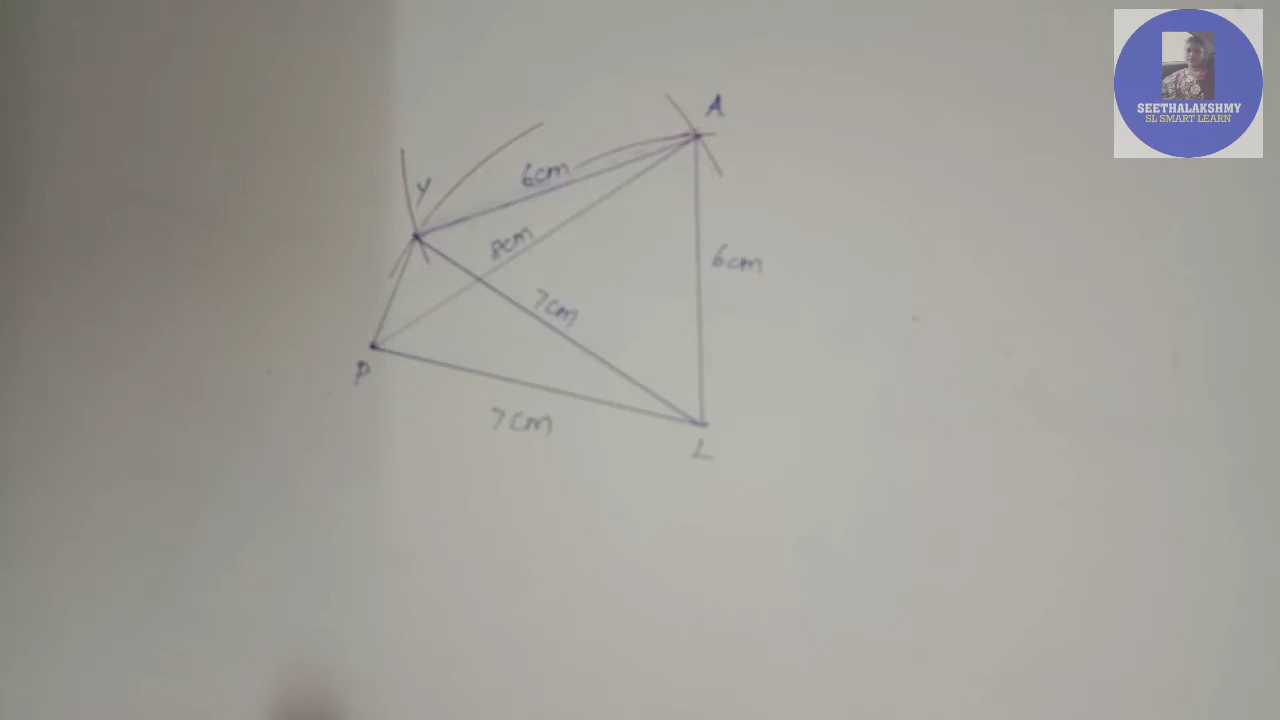 A
SEETHALAKSHMY
SL SMART LEARN
Y
6cm
8cm
6cm
7cm
P
7cm
L